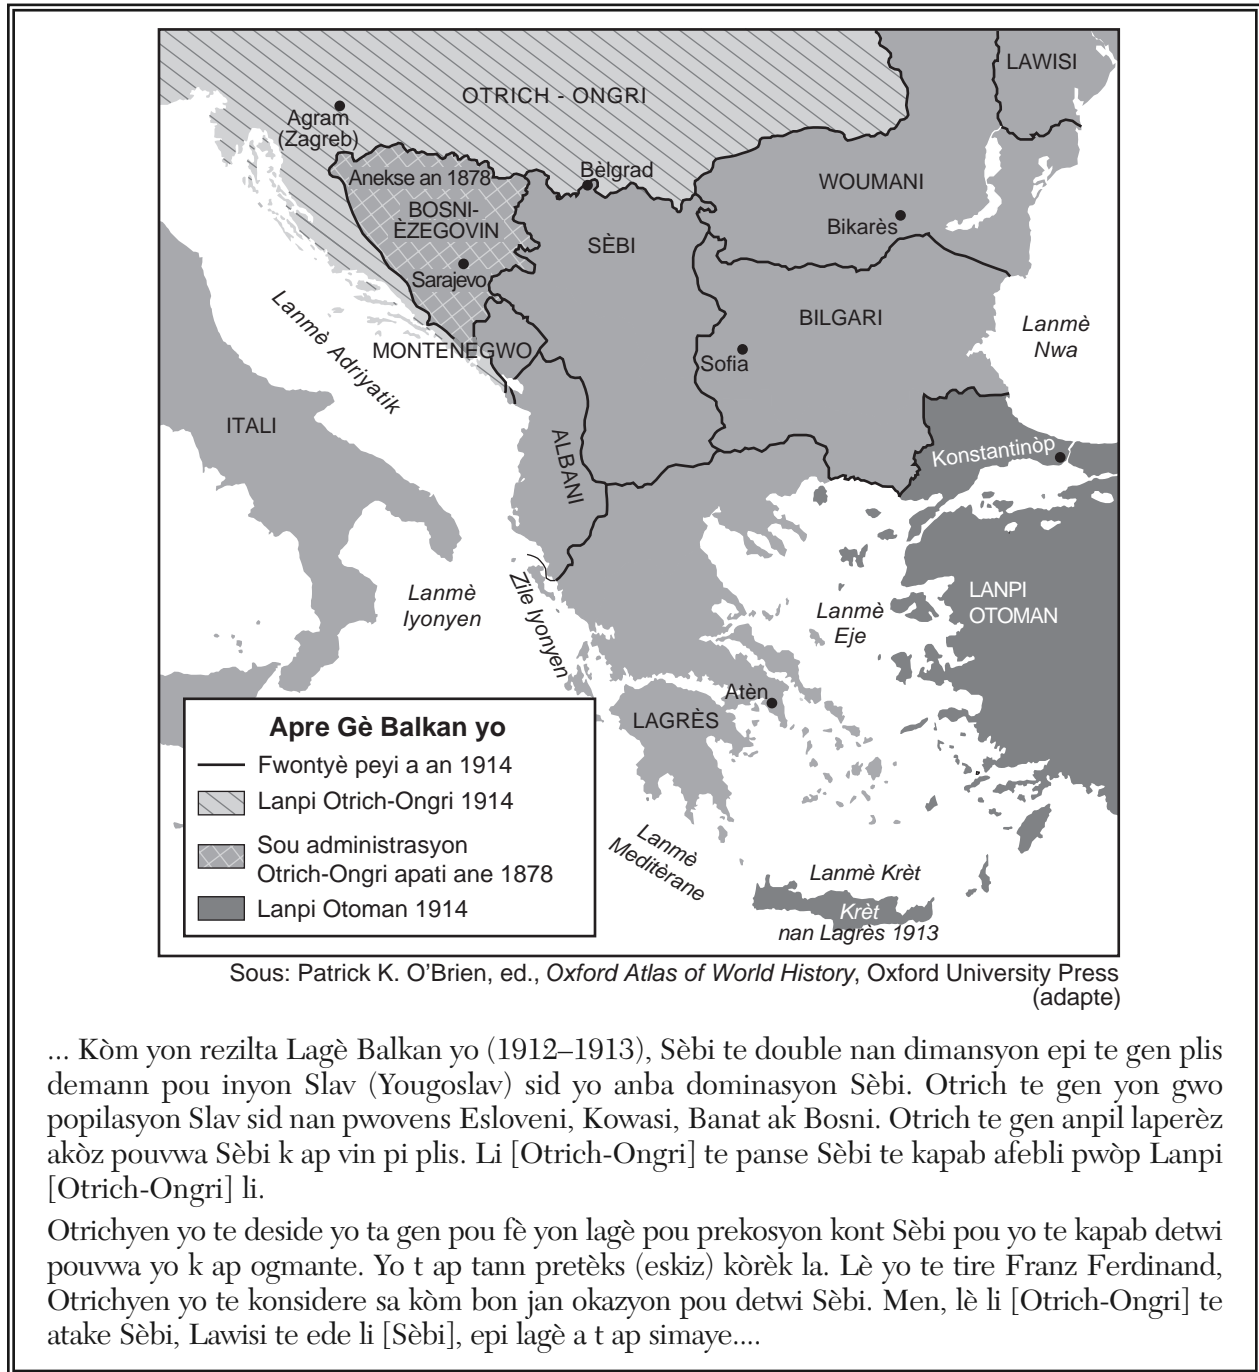 LAWISI
OTRICH - ONGRI
Agram
(Zagreb)
Bèlgrad
Anekse an 1878
WOUMANI
BOSNI-
ÈZEGOVIN
Bikarès
SÈBI
Sarajevo
Lanmè Adriyatik
BILGARI
Lanmè
Nwa
MONTENEGWO
Sofia
ITALI
ALBANI
Konstantinòp
Lanmè
Iyonyen
Zile Iyonyen
Lanmè
Eje
LANPI
OTOMAN
Atèn
LAGRÈS
Lanmè
Meditèrane
Lanmè Krèt
Krèt
nan Lagrès 1913
Apre Gè Balkan yo
Fwontyè peyi a an 1914
Lanpi Otrich-Ongri 1914
Sou administrasyon
Otrich-Ongri apati ane 1878
Lanpi Otoman 1914
Sous: Patrick K. O’Brien, ed., Oxford Atlas of World History, Oxford University Press
(adapte)
... Kòm yon rezilta Lagè Balkan yo (1912–1913), Sèbi te double nan dimansyon epi te gen plis
demann pou inyon Slav (Yougoslav) sid yo anba dominasyon Sèbi. Otrich te gen yon gwo
popilasyon Slav sid nan pwovens Esloveni, Kowasi, Banat ak Bosni. Otrich te gen anpil laperèz
akòz pouvwa Sèbi k ap vin pi plis. Li [Otrich-Ongri] te panse Sèbi te kapab afebli pwòp Lanpi
[Otrich-Ongri] li.
Otrichyen yo te deside yo ta gen pou fè yon lagè pou prekosyon kont Sèbi pou yo te kapab detwi
pouvwa yo k ap ogmante. Yo t ap tann pretèks (eskiz) kòrèk la. Lè yo te tire Franz Ferdinand,
Otrichyen yo te konsidere sa kòm bon jan okazyon pou detwi Sèbi. Men, lè li [Otrich-Ongri] te
atake Sèbi, Lawisi te ede li [Sèbi], epi lagè a t ap simaye....